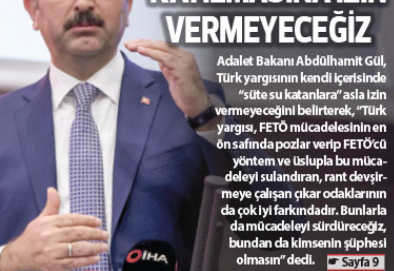 VERMEYECEĞİZ
Adalet Bakanı Abdülhamit Gül,
Türk yargısının kendi içerisinde
“süte su katanlara” asla izin
vermeyeceğini belirterek, “Türk
yargısı, FETÖ mücadelesinin en
ön safında pozlar verip FETÖ'cü
yöntem ve üslupla bu müca-
deleyi sulandıran, rant devşir-
meye çalışan çıkar odaklarının
da çok iyi farkındadır. Bunlarla
da mücadeleyi sürdüreceğiz,
bundan da kimsenin şüphesi
olmasın” dedi. Sayfa 9
İHA